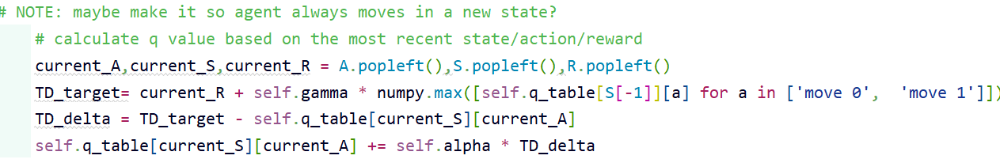 # NOTE: maybe make it so agent always moves in a new state?
# calculate q value based on the most recent state/action/reward
current_A,current_S,current_R = A.popleft(),S.popleft(),R.popleft()
TD_target= current_R + self.gamma * numpy.max([self.q_table[S[-1]][a] for a in ['move 0',  'move 1']])
TD_delta = TD_target - self.q_table[current_S][current_A]
self.q_table[current_S][current_A] += self.alpha * TD_delta